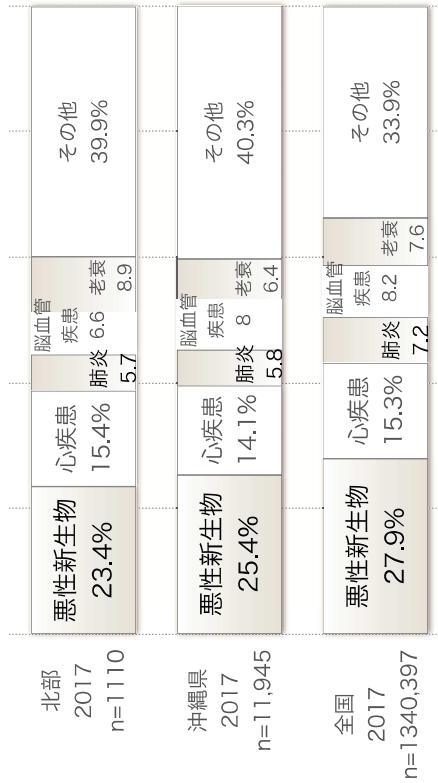 北部
2017
n=1110
悪性新生物
23.4%
心疾患
15.4%
肺炎
5.7
脳血管
疾患
6.6
老衰
8.9
その他
39.9%
沖縄県
2017
n=11,945
悪性新生物
25.4%
心疾患
14.1%
肺炎
5.8
脳血管
疾患
8
老衰
6.4
その他
40.3%
全国
2017
n=1340,397
悪性新生物
27.9%
心疾患
15.3%
肺炎
7.2
脳血管
疾患
8.2
老衰
7.6
その他
33.9%